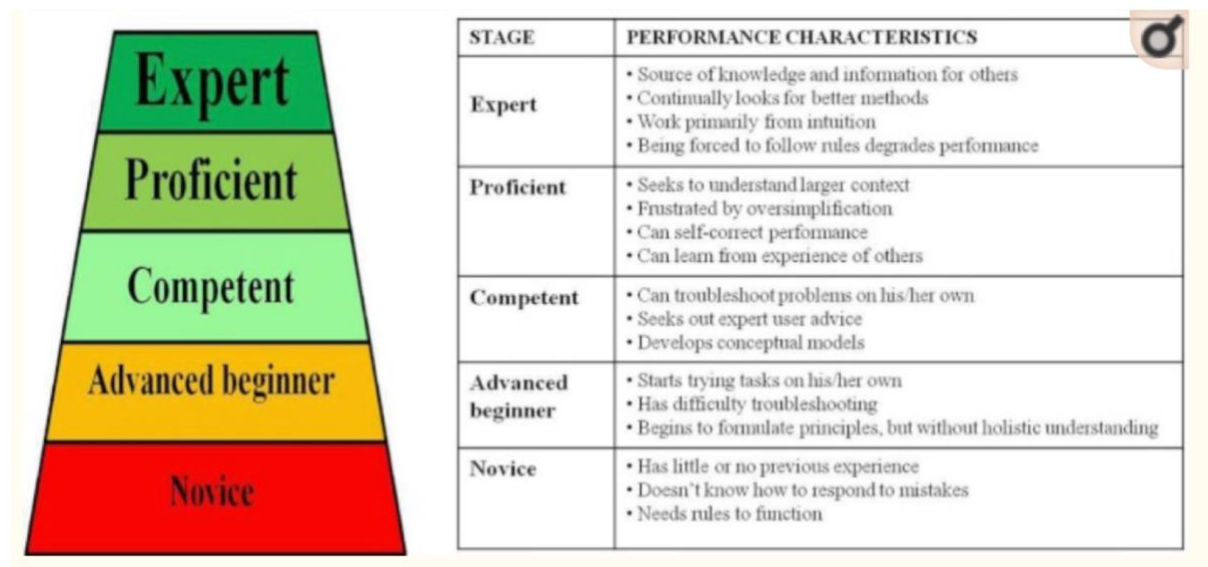 Expert
Proficient
Competent
Advanced beginner
Novice
STAGE
PERFORMANCE CHARACTERISTICS
Expert
• Source of knowledge and information for others
• Continually looks for better methods
• Work primarily from intuition
• Being forced to follow rules degrades performance
Proficient
• Seeks to understand larger context
• Frustrated by oversimplification
• Can self-correct performance
• Can learn from experience of others
Competent
• Can troubleshoot problems on his/her own
• Seeks out expert user advice
• Develops conceptual models
Advanced
beginner
• Starts trying tasks on his/her own
• Has difficulty troubleshooting
• Begins to formulate principles, but without holistic understanding
Novice
• Has little or no previous experience
• Doesn't know how to respond to mistakes
• Needs rules to function